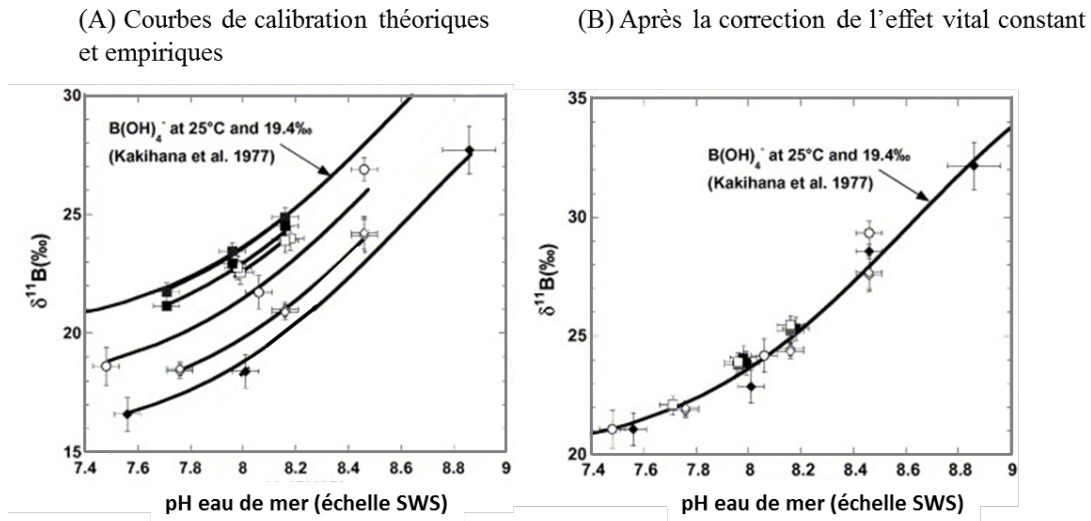 (A) Courbes de calibration théoriques
et empiriques
(B) Après la correction de l'effet vital constant
30
25
20
15
δ¹¹B(‰)
B(OH)₄⁻ at 25°C and 19.4‰
(Kakihana et al. 1977)
7.4 7.6 7.8 8 8.2 8.4 8.6 8.8 9
pH eau de mer (échelle SWS)
35
30
25
20
δ¹¹B(‰)
B(OH)₄⁻ at 25°C and 19.4‰
(Kakihana et al. 1977)
7.4 7.6 7.8 8 8.2 8.4 8.6 8.8 9
pH eau de mer (échelle SWS)